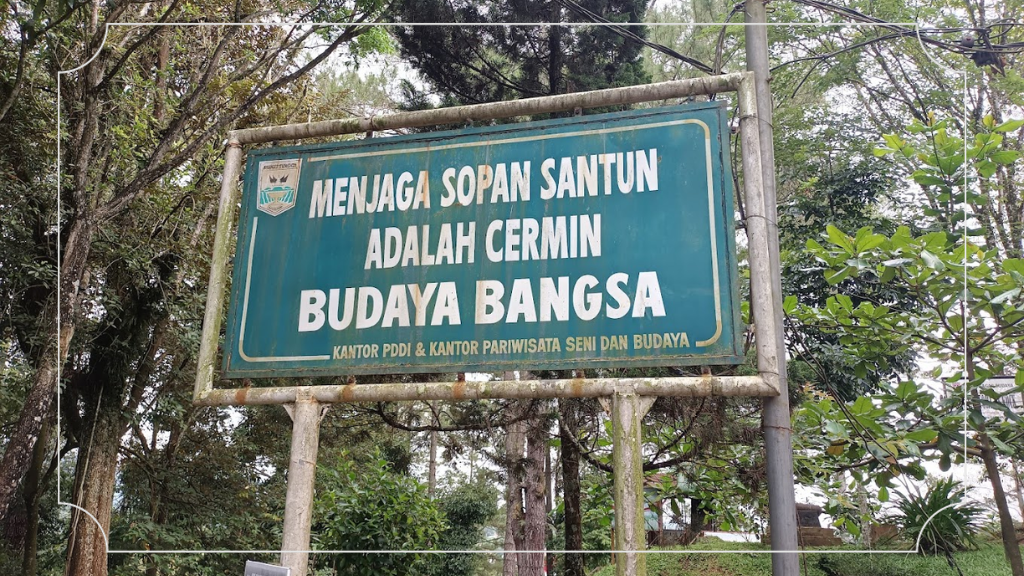 MENJAGA SOPAN SANTUN
ADALAH CERMIN
BUDAYA BANGSA
KANTOR PDDI & KANTOR PARIWISATA SENI DAN BUDAYA